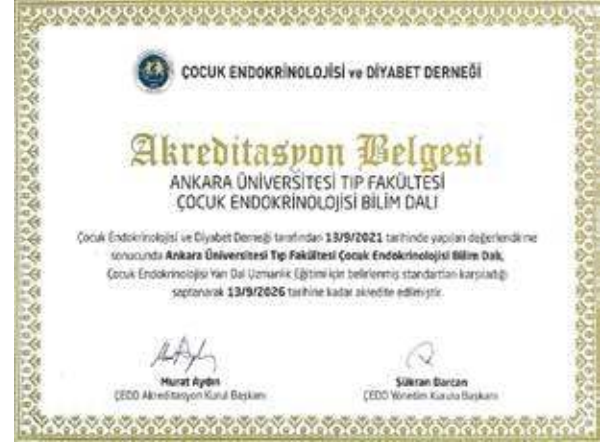 ÇOCUK ENDOKRİNOLOJİSİ ve DİYABET DERNEĞİ
Akreditasyon Belgesi
ANKARA ÜNİVERSİTESİ TIP FAKÜLTESİ
ÇOCUK ENDOKRİNOLOJİSİ BİLİM DALI
Çocuk Endokrinolojisi ve Diyabet Derneği tarafından 13/9/2021 tarihinde yapılan değerlendirme
sonucunda Ankara Üniversitesi Tıp Fakültesi Çocuk Endokrinolojisi Bilim Dalı,
Çocuk Endokrinolojisi Yan Dal Uzmanlık Eğitimi için belirlenmiş standartları karşıladığı
saptanarak 13/9/2026 tarihine kadar akredite edilmiştir.
Murat Aydın
ÇEDD Akreditasyon Kurul Başkanı
Şükran Darcan
ÇEDD Yönetim Kurulu Başkanı